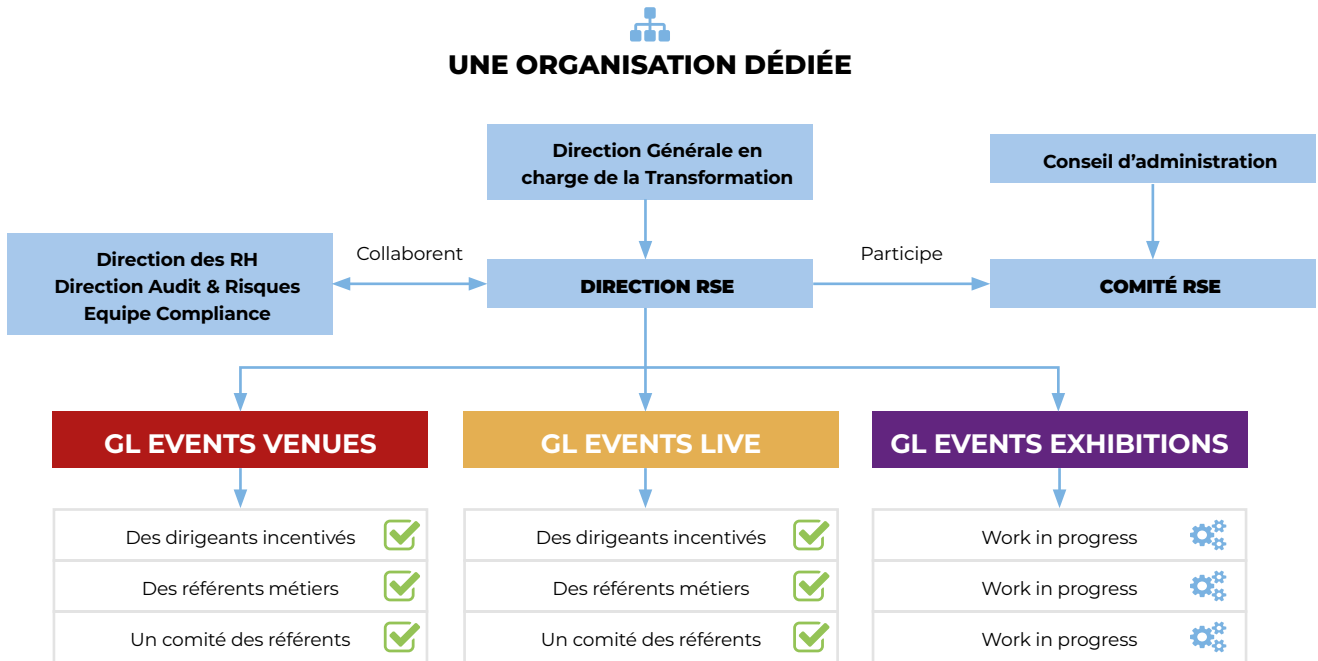 UNE ORGANISATION DÉDIÉE
Direction Générale en
charge de la Transformation
Conseil d’administration
Direction des RH
Direction Audit & Risques
Equipe Compliance
Collaborent
DIRECTION RSE
Participe
COMITÉ RSE
GL EVENTS VENUES
GL EVENTS LIVE
GL EVENTS EXHIBITIONS
Des dirigeants incentivés
Des dirigeants incentivés
Work in progress
Des référents métiers
Des référents métiers
Work in progress
Un comité des référents
Un comité des référents
Work in progress